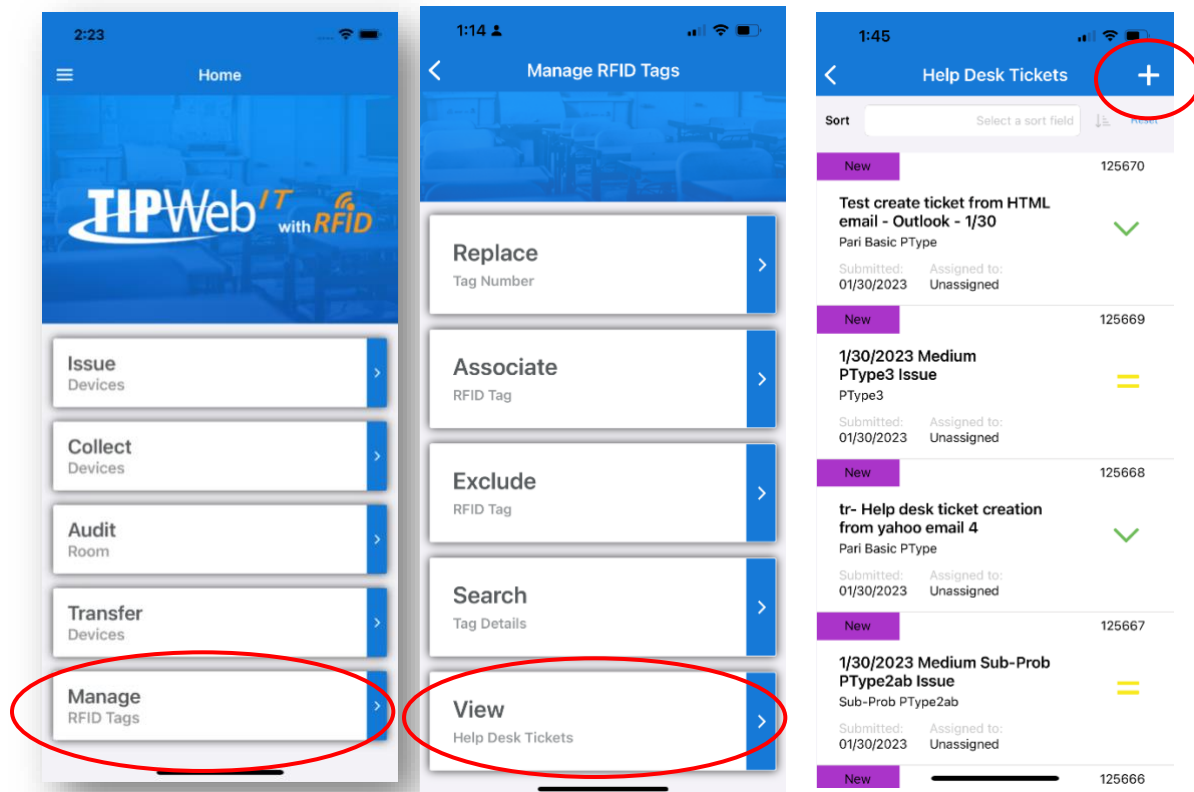 2:23
Home
TIPWeb IT with RFID
Issue
Devices
Collect
Devices
Audit
Room
Transfer
Devices
Manage
RFID Tags
1:14
Manage RFID Tags
Replace
Tag Number
Associate
RFID Tag
Exclude
RFID Tag
Search
Tag Details
View
Help Desk Tickets
1:45
Help Desk Tickets
Sort Select a sort field Reset
New 125670
Test create ticket from HTML
email - Outlook - 1/30
Pari Basic PType
Submitted: Assigned to:
01/30/2023 Unassigned
New 125669
1/30/2023 Medium
PType3 Issue
PType3
Submitted: Assigned to:
01/30/2023 Unassigned
New 125668
tr- Help desk ticket creation
from yahoo email 4
Pari Basic PType
Submitted: Assigned to:
01/30/2023 Unassigned
New 125667
1/30/2023 Medium Sub-Prob
PType2ab Issue
Sub-Prob PType2ab
Submitted: Assigned to:
01/30/2023 Unassigned
New 125666